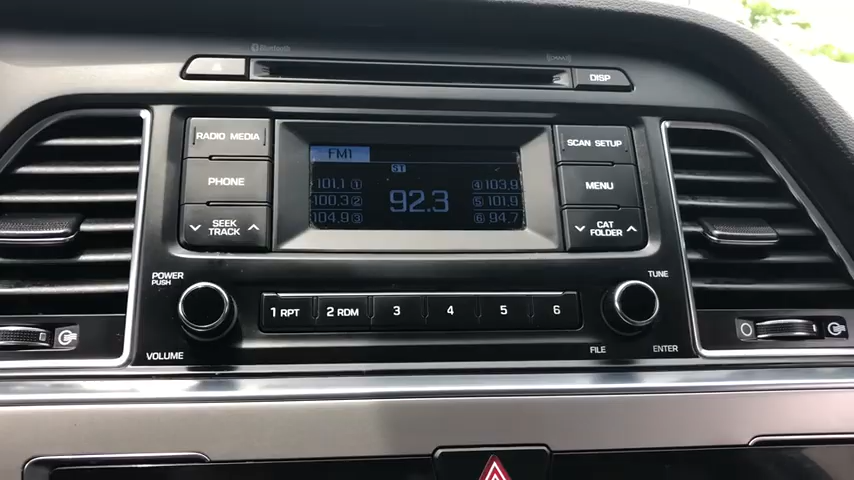 Bluetooth
DISP
RADIO MEDIA
PHONE
SEEK
TRACK
FM1
ST
101.1 1
100.3 2
104.9 3
92.3
4 103.9
5 101.9
6 94.7
SCAN SETUP
MENU
CAT
FOLDER
POWER
PUSH
VOLUME
1 RPT
2 RDM
3
4
5
6
TUNE
FILE
ENTER